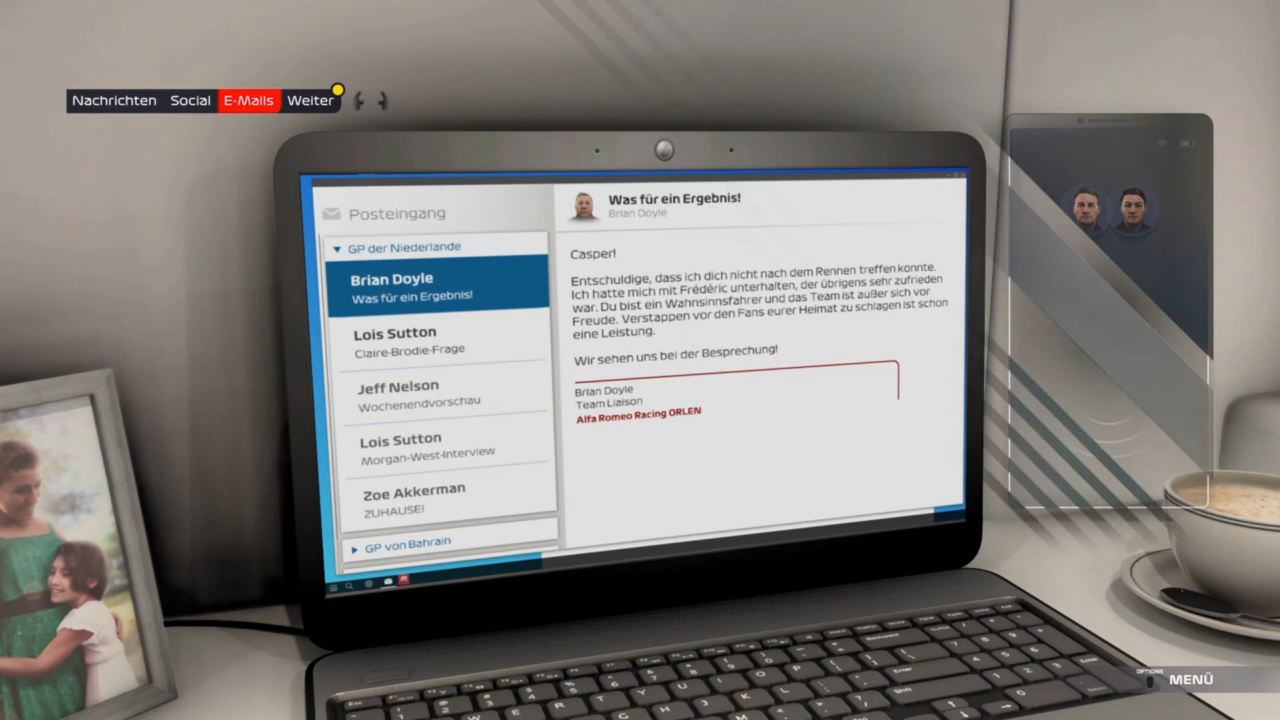 Nachrichten Social E-Mails Weiter
Posteingang
GP der Niederlande
Brian Doyle
Was für ein Ergebnis!
Lois Sutton
Claire-Brodie-Frage
Jeff Nelson
Wochenendvorschau
Lois Sutton
Morgan-West-Interview
Zoe Akkerman
ZUHAUSE!
GP von Bahrain
Was für ein Ergebnis!
Brian Doyle
Casper!
Entschuldige, dass ich dich nicht nach dem Rennen treffen konnte.
Ich hatte mich mit Frédéric unterhalten, der übrigens sehr zufrieden
war. Du bist ein Wahnsinnsfahrer und das Team ist außer sich vor
Freude. Verstappen vor den Fans eurer Heimat zu schlagen ist schon
eine Leistung.
Wir sehen uns bei der Besprechung!
Brian Doyle
Team Liaison
Alfa Romeo Racing ORLEN
OPTIONS
MENÜ